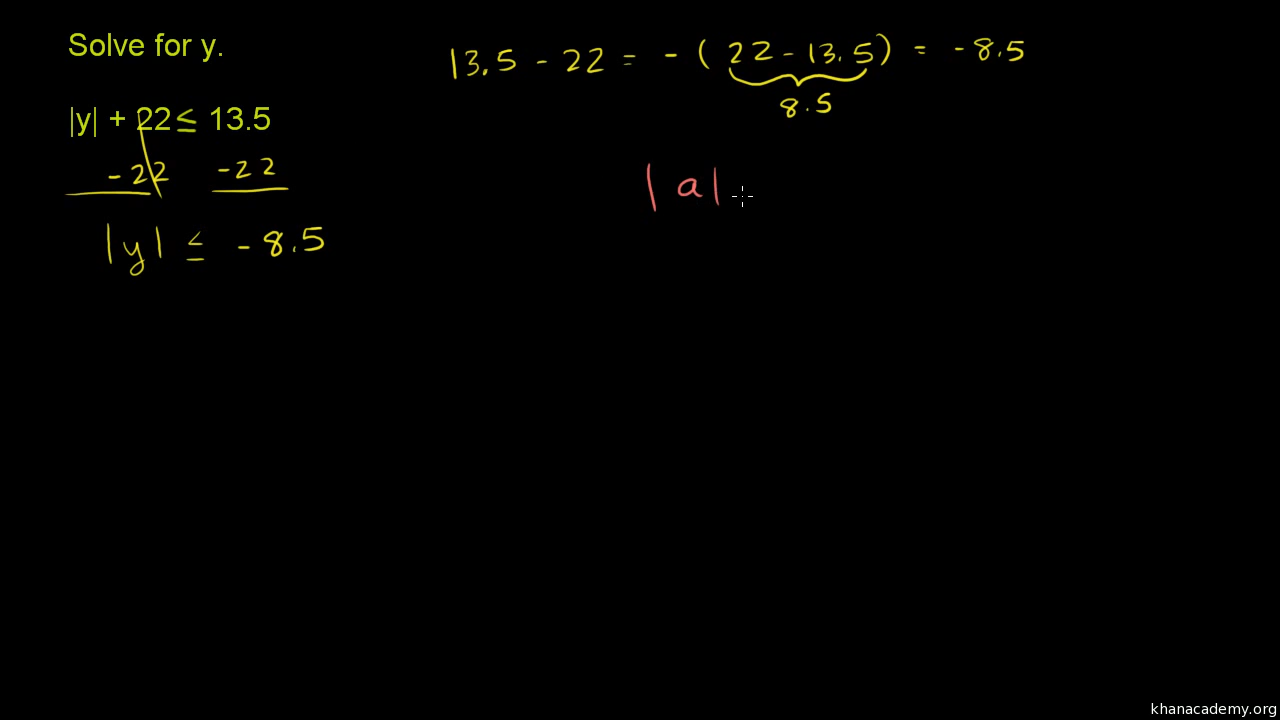 Solve for y.
13.5 - 22 = - (22 - 13.5) = - 8.5
8.5
|y| + 22 ≤ 13.5
- 22 -22
|y| ≤ - 8.5
|a|
khanacademy.org